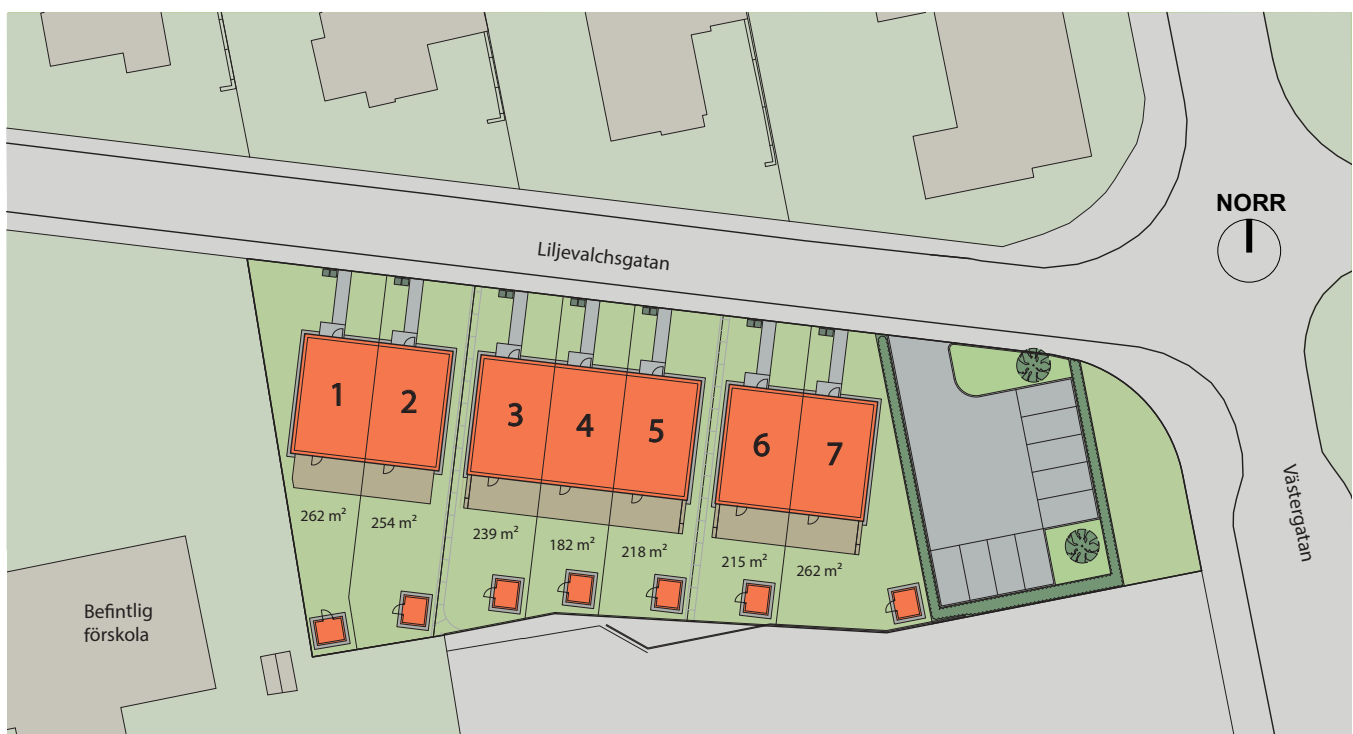 NORR
Liljevalchsgatan
1
2
3
4
5
6
7
262 m²
254 m²
239 m²
182 m²
218 m²
215 m²
262 m²
Västergatan
Befintlig
förskola